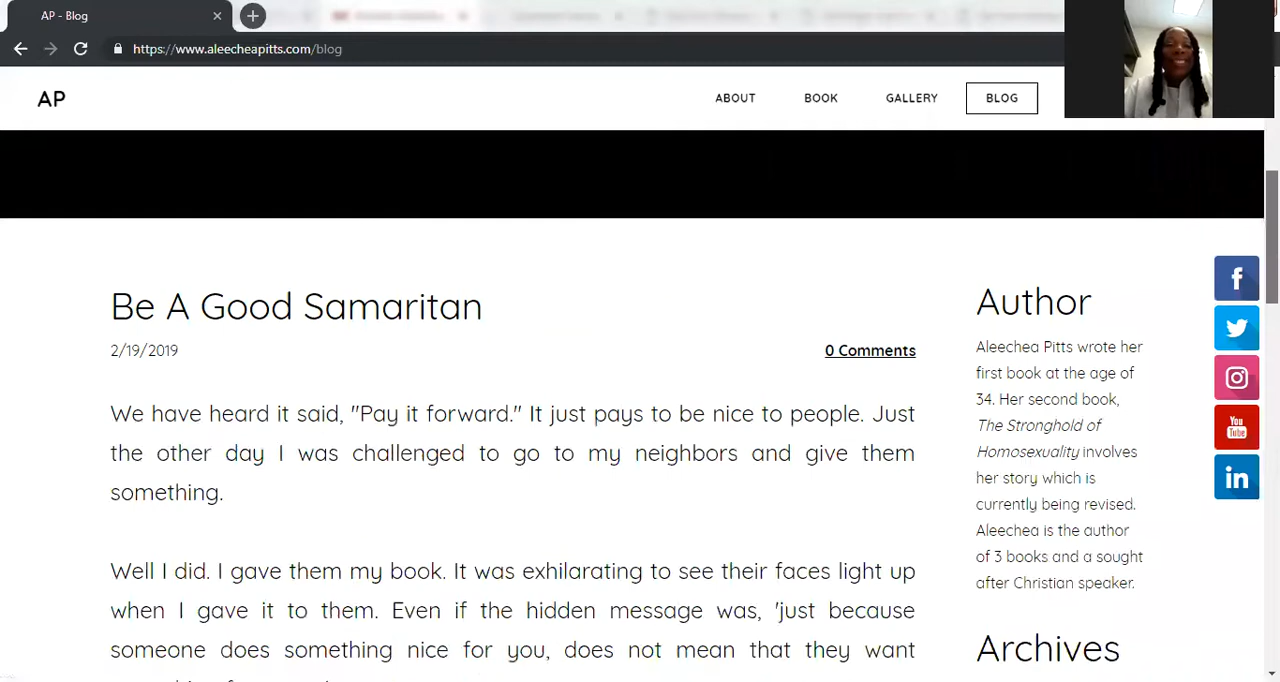 AP - Blog
https://www.aleecheapitts.com/blog
AP
ABOUT
BOOK
GALLERY
BLOG
Be A Good Samaritan
2/19/2019
0 Comments
We have heard it said, "Pay it forward." It just pays to be nice to people. Just
the other day I was challenged to go to my neighbors and give them
something.
Well I did. I gave them my book. It was exhilarating to see their faces light up
when I gave it to them. Even if the hidden message was, 'just because
someone does something nice for you, does not mean that they want
Author
Aleechea Pitts wrote her
first book at the age of
34. Her second book,
The Stronghold of
Homosexuality involves
her story which is
currently being revised.
Aleechea is the author
of 3 books and a sought
after Christian speaker.
Archives
f
You
Tube
in